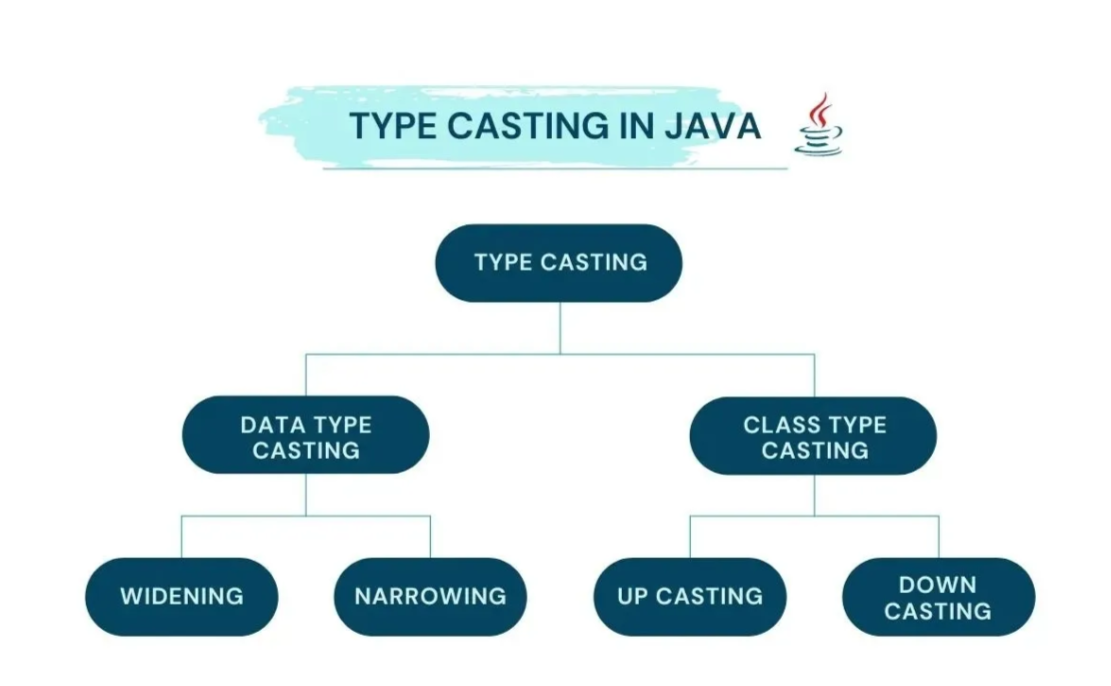 TYPE CASTING IN JAVA
TYPE CASTING
DATA TYPE
CASTING
CLASS TYPE
CASTING
WIDENING
NARROWING
UP CASTING
DOWN
CASTING